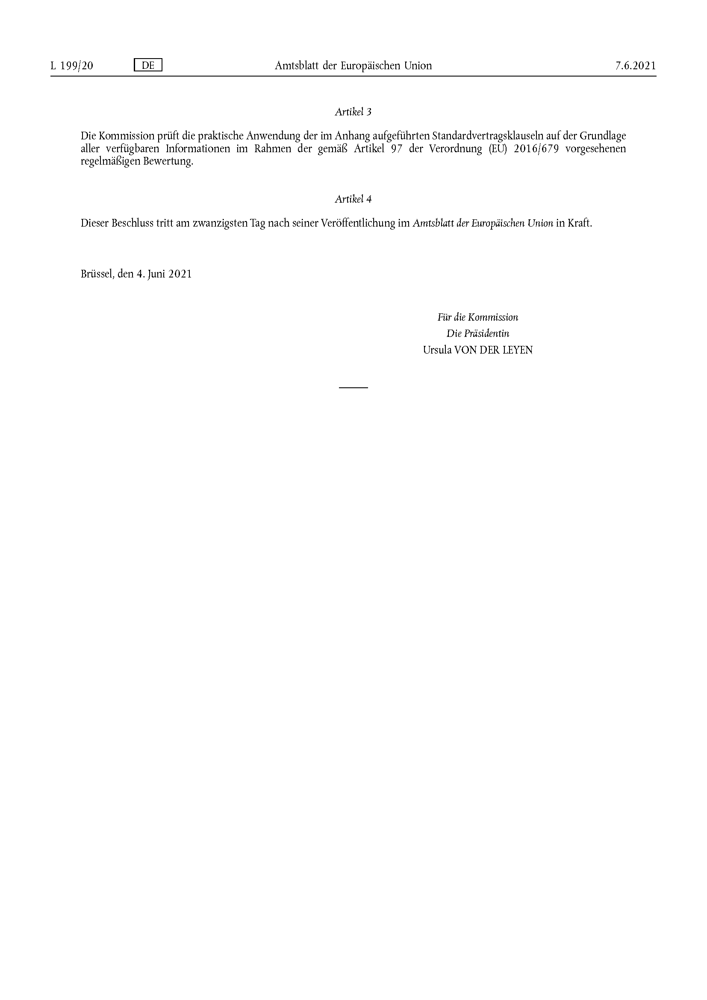 L 199/20 DE Amtsblatt der Europäischen Union 7.6.2021
Artikel 3
Die Kommission prüft die praktische Anwendung der im Anhang aufgeführten Standardvertragsklauseln auf der Grundlage
aller verfügbaren Informationen im Rahmen der gemäß Artikel 97 der Verordnung (EU) 2016/679 vorgesehenen
regelmäßigen Bewertung.
Artikel 4
Dieser Beschluss tritt am zwanzigsten Tag nach seiner Veröffentlichung im Amtsblatt der Europäischen Union in Kraft.
Brüssel, den 4. Juni 2021
Für die Kommission
Die Präsidentin
Ursula VON DER LEYEN